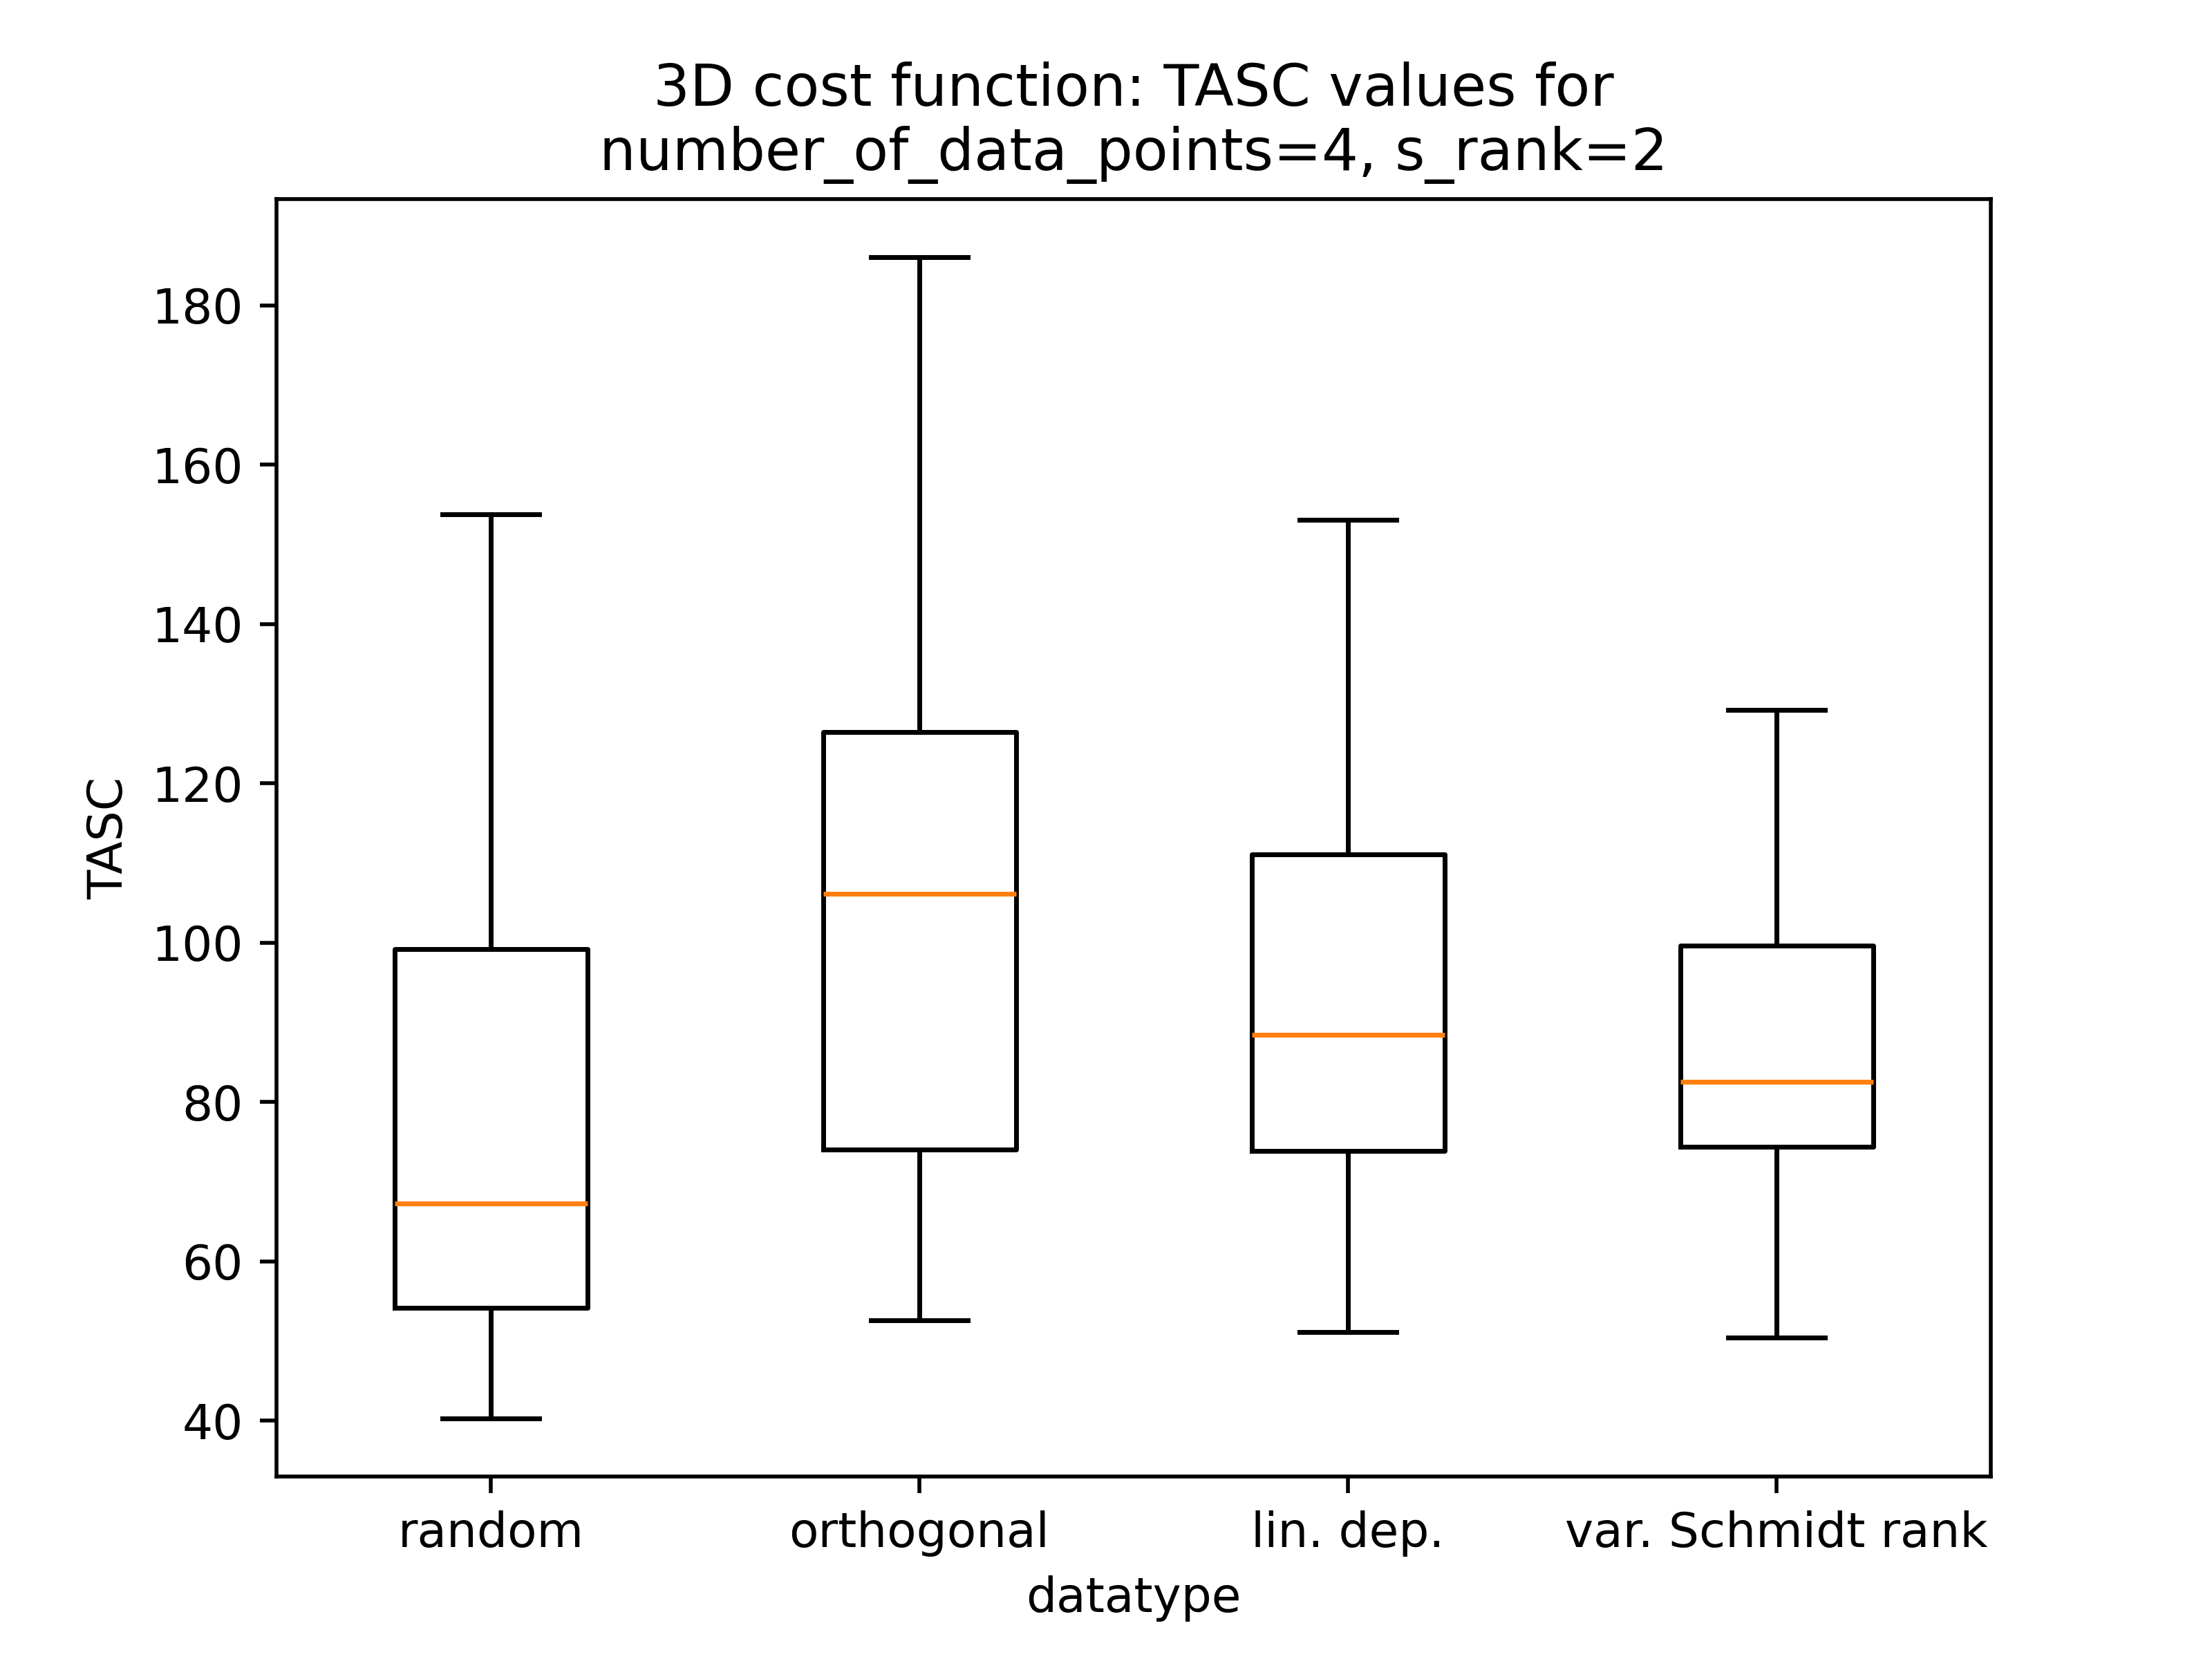 3D cost function: TASC values for
number_of_data_points=4, s_rank=2
TASC
180
160
140
120
100
80
60
40
random orthogonal lin. dep. var. Schmidt rank
datatype